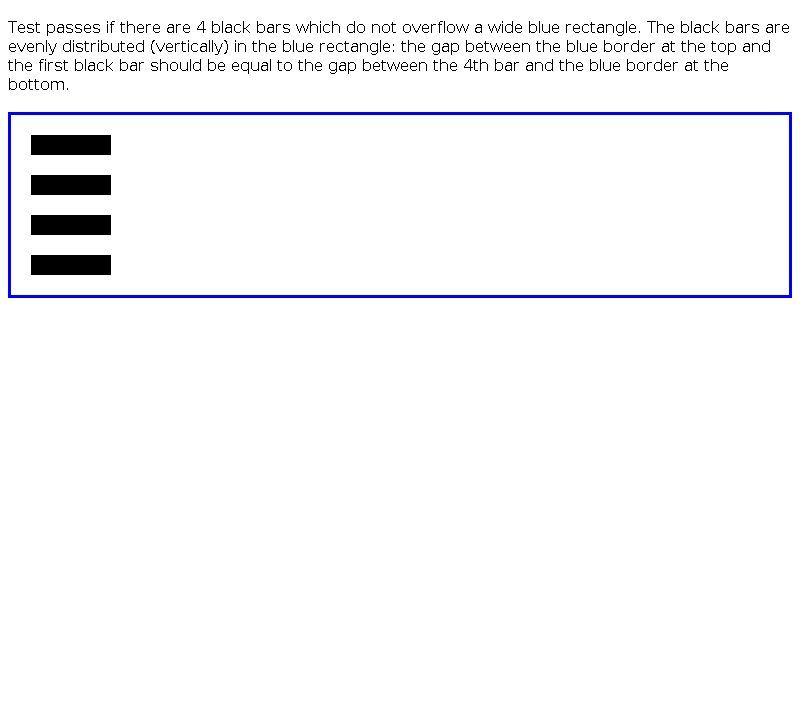 Test passes if there are 4 black bars which do not overflow a wide blue rectangle. The black bars are
evenly distributed (vertically) in the blue rectangle: the gap between the blue border at the top and
the first black bar should be equal to the gap between the 4th bar and the blue border at the
bottom.